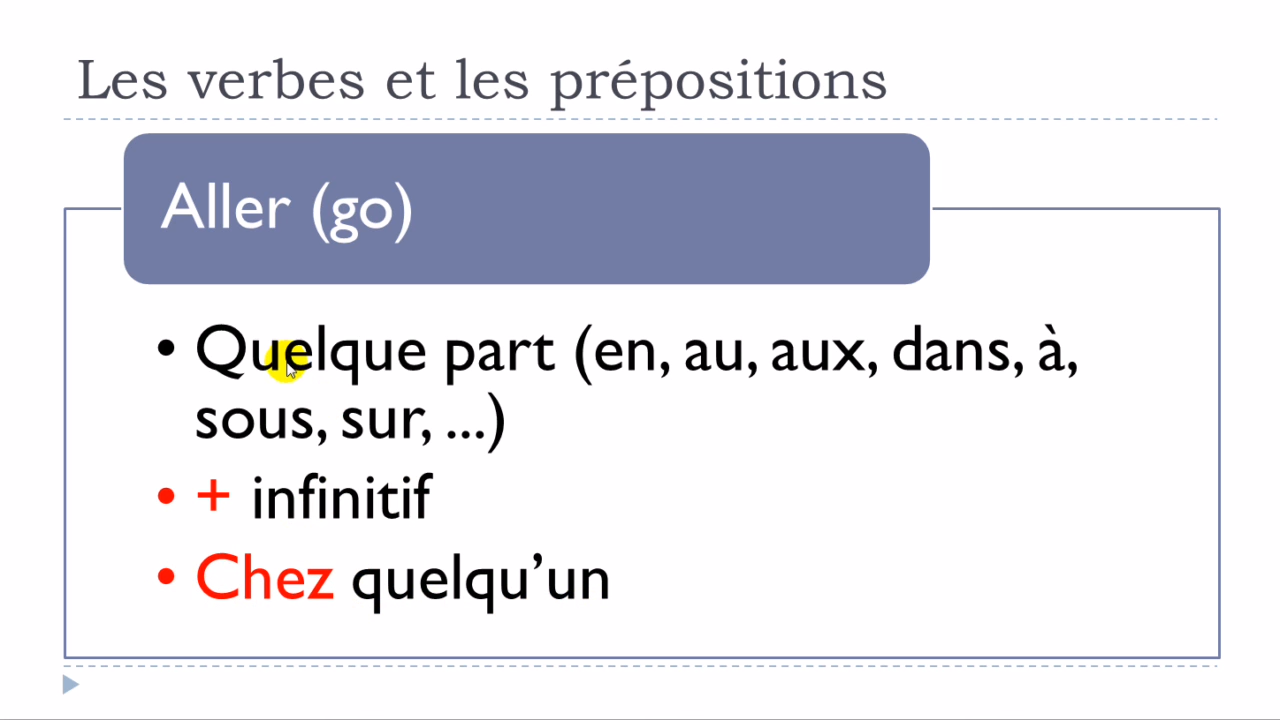 Les verbes et les prépositions
Aller (go)
• Quelque part (en, au, aux, dans, à,
sous, sur, ...)
• + infinitif
• Chez quelqu’un